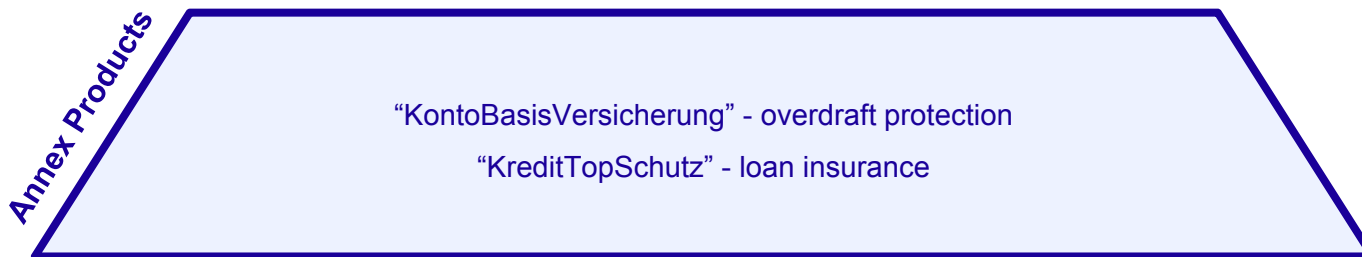 Annex Products
“KontoBasisVersicherung” - overdraft protection
“KreditTopSchutz” - loan insurance